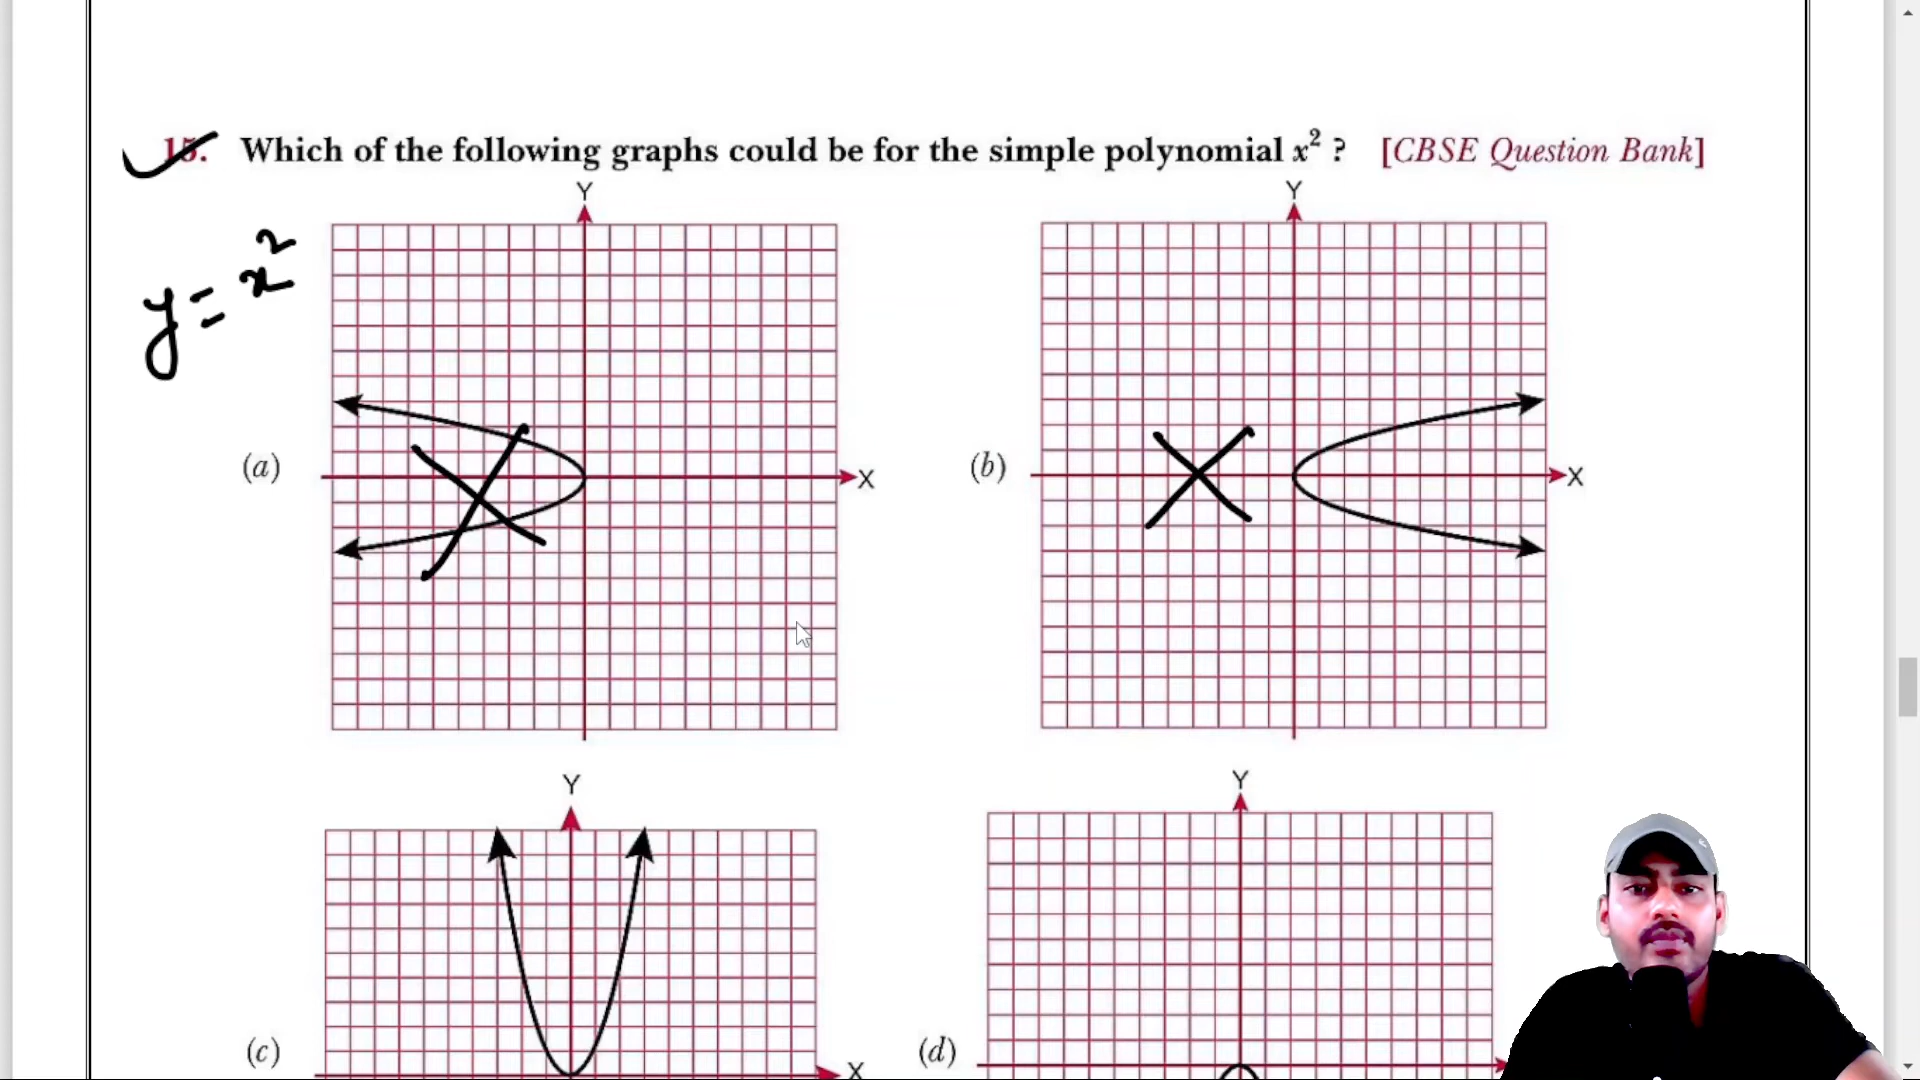 15. Which of the following graphs could be for the simple polynomial x² ? [CBSE Question Bank]
Y
Y
y = x²
(a)
X
(b)
X
Y
Y
(c)
X
(d)